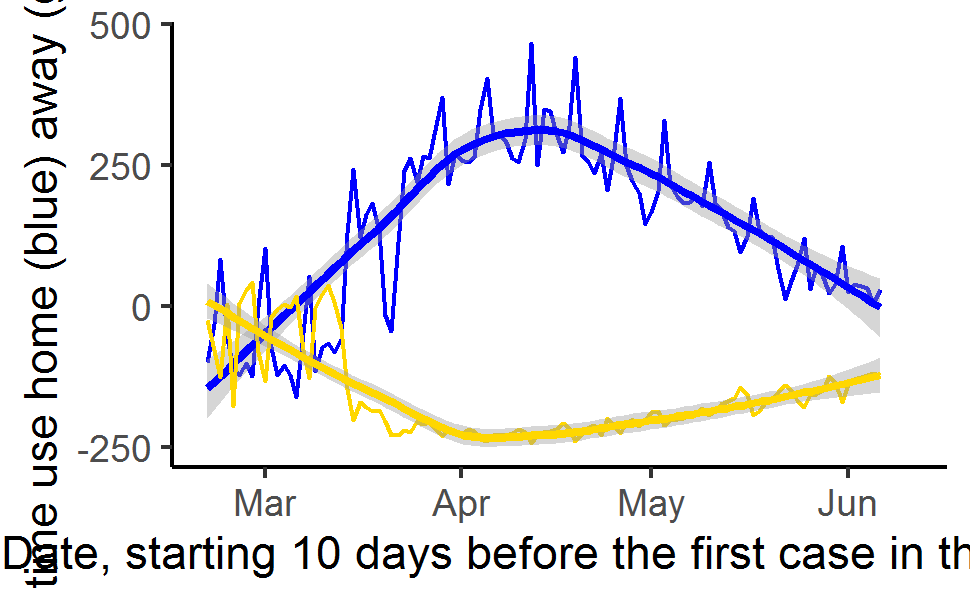 time use home (blue) away (
500
250
0
-250
Mar Apr May Jun
Date, starting 10 days before the first case in th